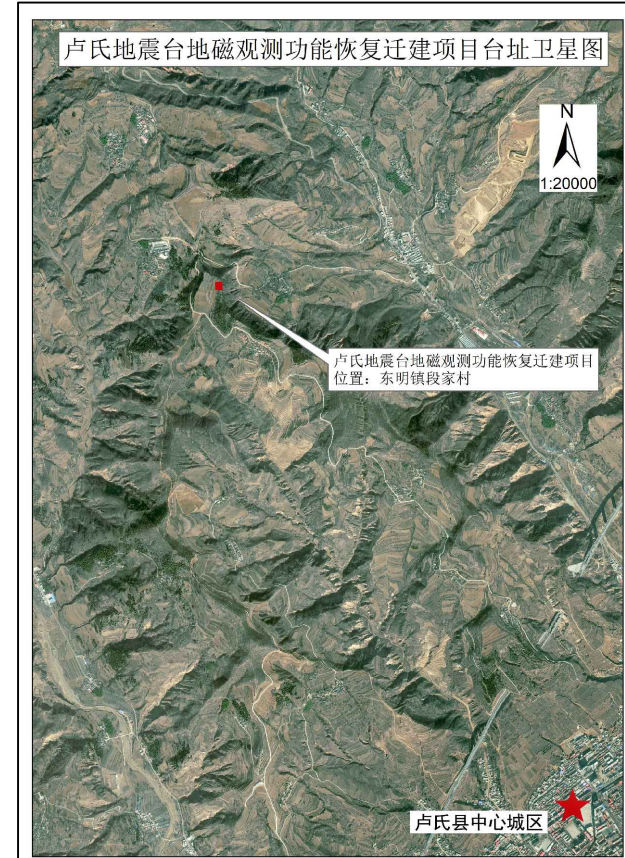 卢氏地震台地磁观测功能恢复迁建项目台址卫星图
N
1:20000
卢氏地震台地磁观测功能恢复迁建项目
位置：东明镇段家村
卢氏县中心城区